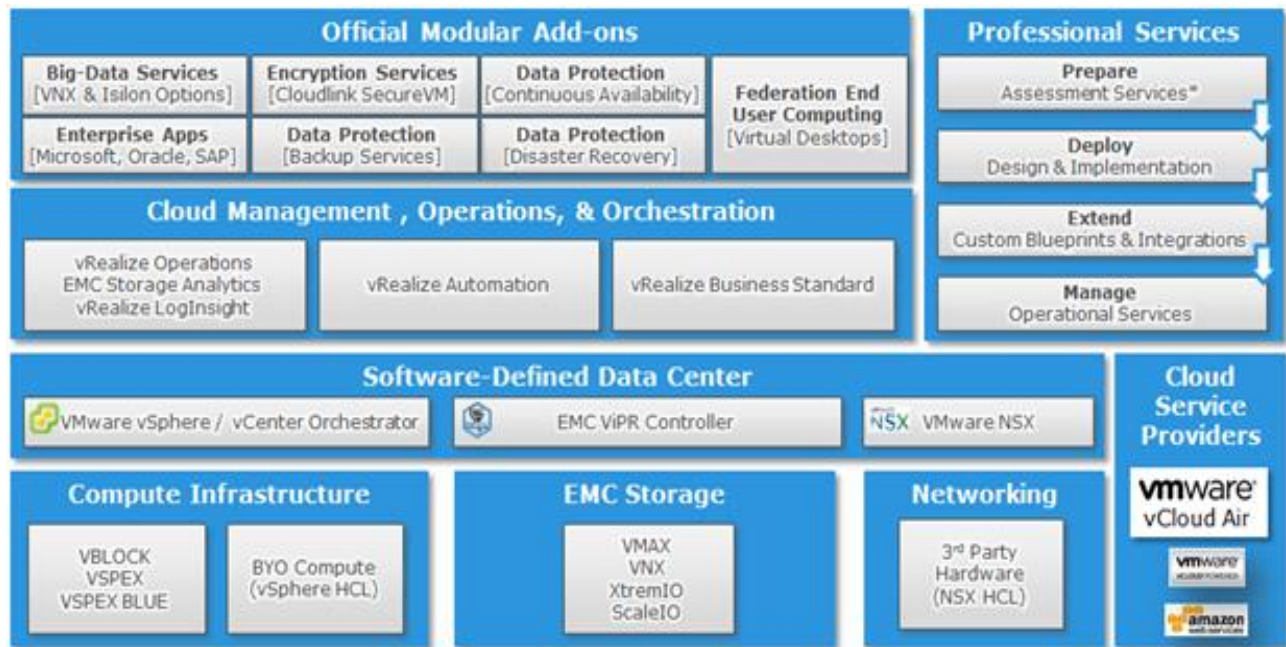 Official Modular Add-ons
Big-Data Services
[VNX & Isilon Options]
Encryption Services
[Cloudlink SecureVM]
Data Protection
[Continuous Availability]
Federation End
User Computing
[Virtual Desktops]
Enterprise Apps
[Microsoft, Oracle, SAP]
Data Protection
[Backup Services]
Data Protection
[Disaster Recovery]
Professional Services
Prepare
Assessment Services*
Deploy
Design & Implementation
Extend
Custom Blueprints & Integrations
Manage
Operational Services
Cloud Management , Operations, & Orchestration
vRealize Operations
EMC Storage Analytics
vRealize LogInsight
vRealize Automation
vRealize Business Standard
Software-Defined Data Center
VMware vSphere / vCenter Orchestrator
EMC ViPR Controller
NSX VMware NSX
Compute Infrastructure
VBLOCK
VSPEX
VSPEX BLUE
BYO Compute
(vSphere HCL)
EMC Storage
VMAX
VNX
XtremIO
ScaleIO
Networking
3rd Party
Hardware
(NSX HCL)
Cloud
Service
Providers
vmware
vCloud Air
vmware
amazon
web services